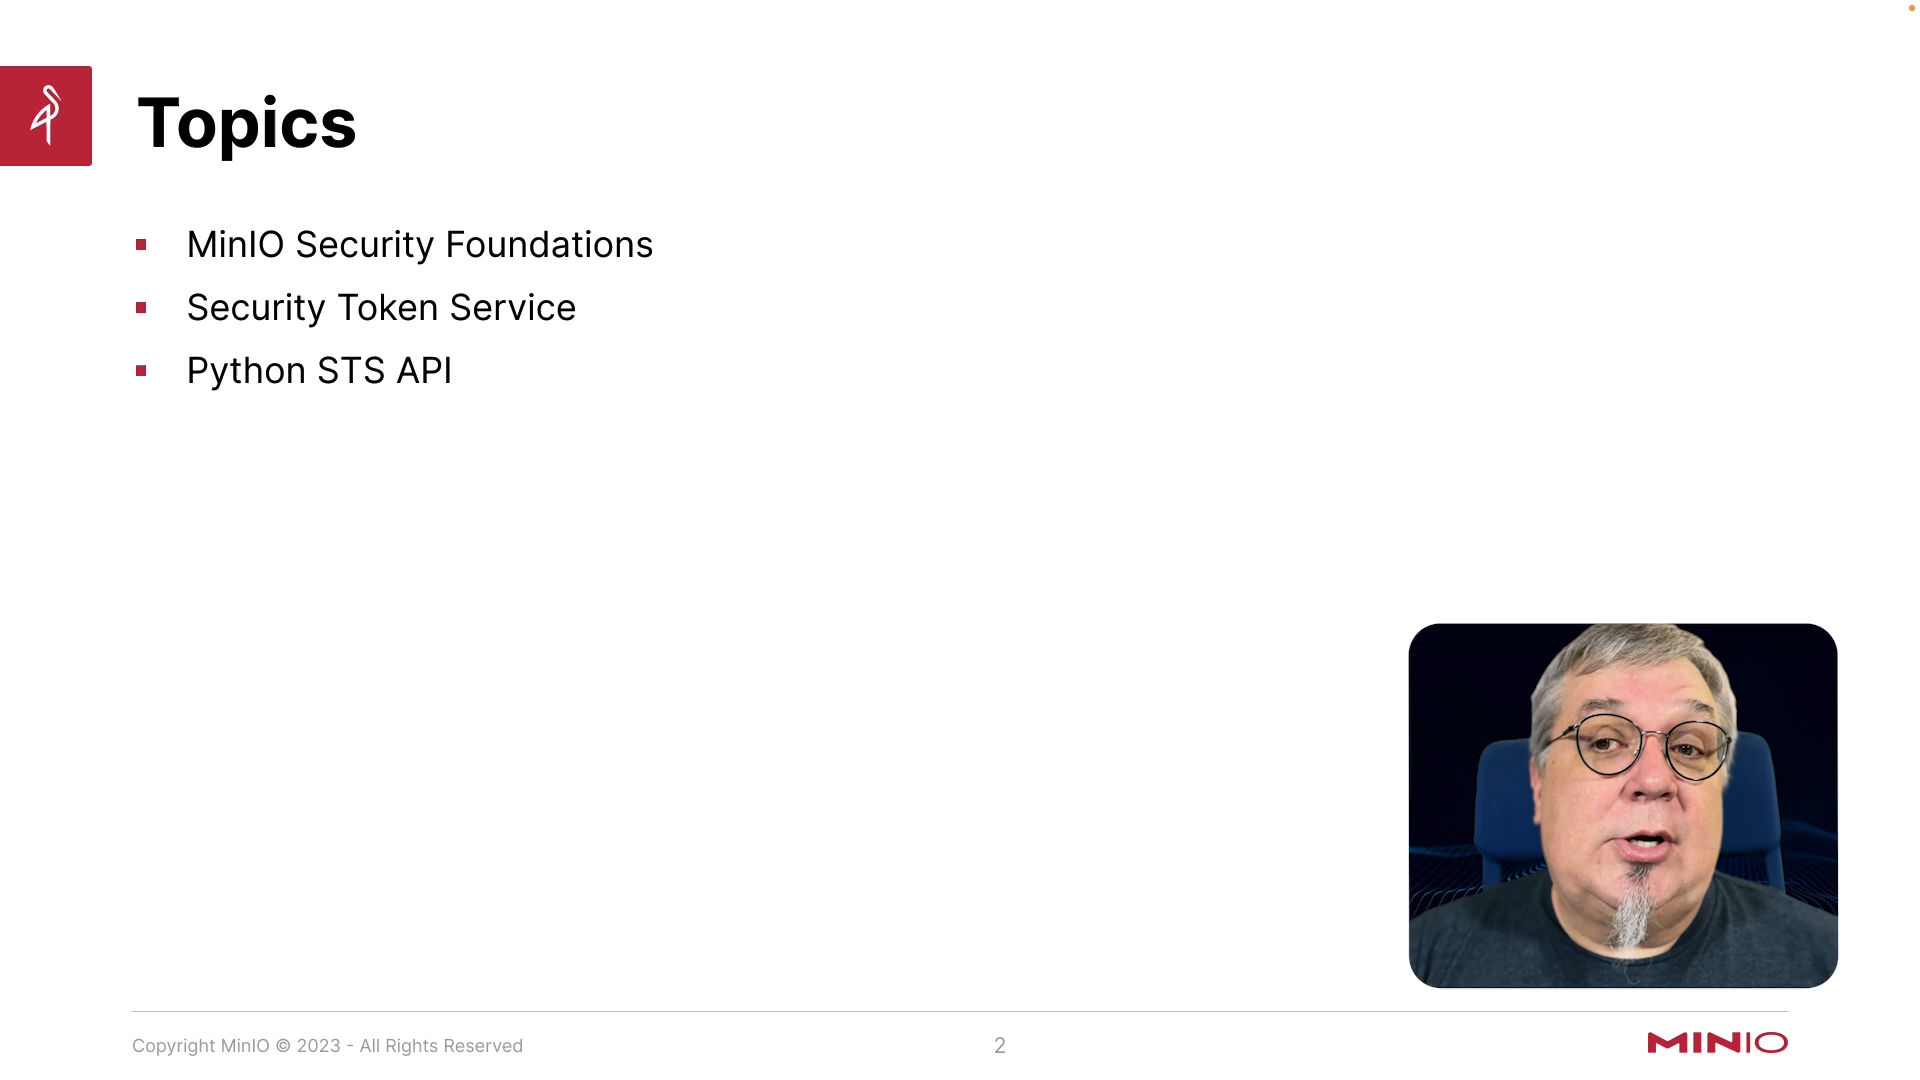 Topics
MinIO Security Foundations
Security Token Service
Python STS API
Copyright MinIO © 2023 - All Rights Reserved
2
MINIO